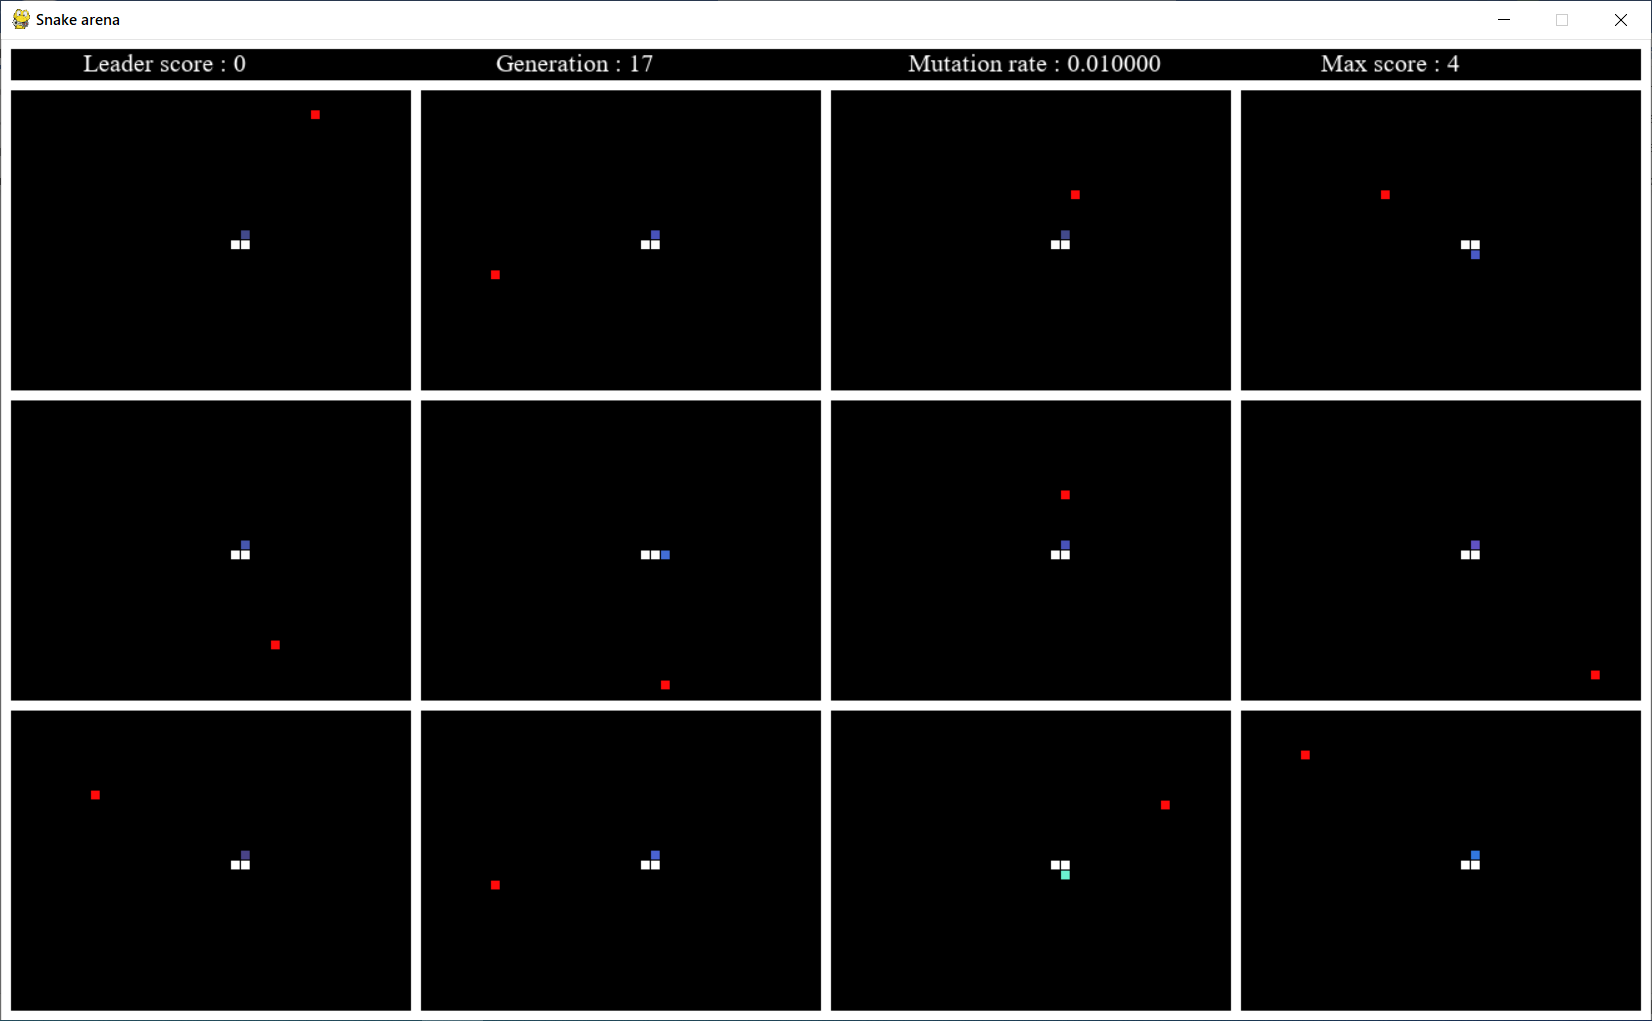 Snake arena
Leader score : 0 Generation : 17 Mutation rate : 0.010000 Max score : 4